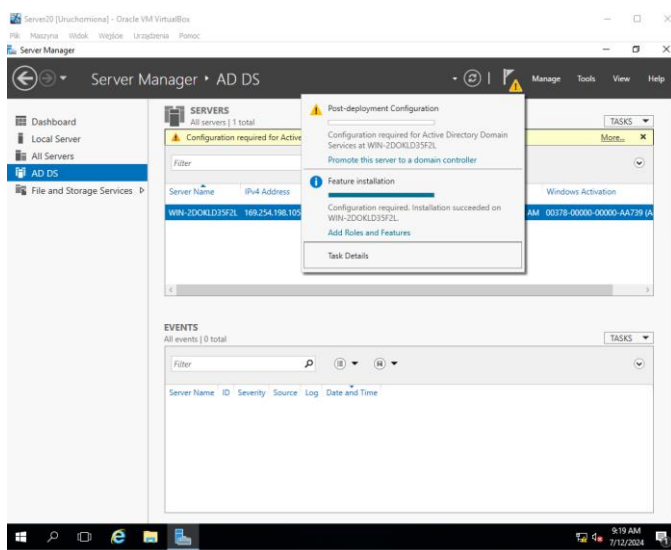 Server20 [Uruchomiona] - Oracle VM VirtualBox
Plik Maszyna Widok Wejście Urządzenia Pomoc
Server Manager
Server Manager • AD DS
Manage Tools View Help
Dashboard
Local Server
All Servers
AD DS
File and Storage Services
SERVERS
All servers | 1 total
TASKS
Configuration required for Active
More...
Filter
Server Name IPv4 Address
Windows Activation
WIN-2DOKLD35F2L 169.254.198.105
AM 00378-00000-00000-AA739 (A
Post-deployment Configuration
Configuration required for Active Directory Domain
Services at WIN-2DOKLD35F2L
Promote this server to a domain controller
Feature installation
Configuration required. Installation succeeded on
WIN-2DOKLD35F2L.
Add Roles and Features
Task Details
EVENTS
All events | 0 total
TASKS
Filter
Server Name ID Severity Source Log Date and Time
9:19 AM
7/12/2024